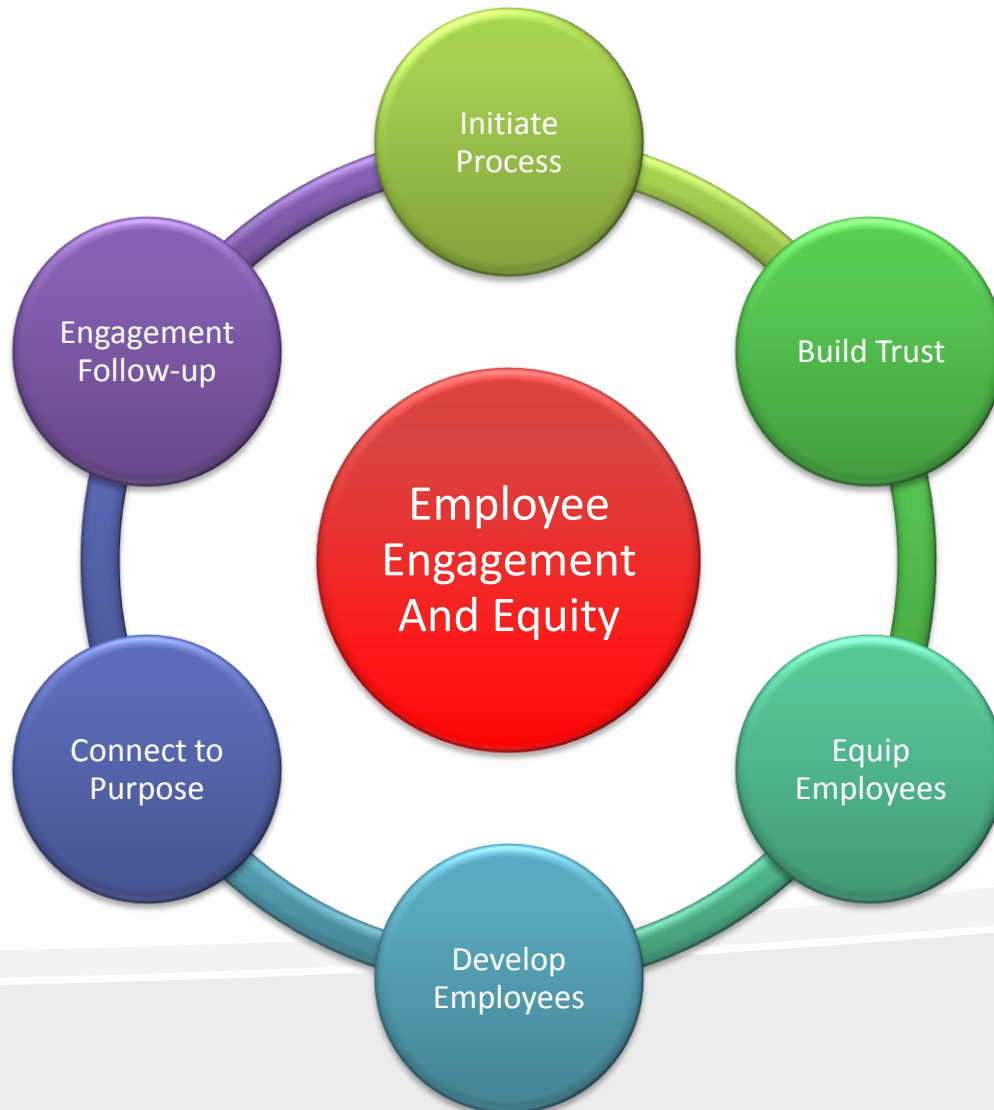 Initiate
Process
Build Trust
Equip
Employees
Develop
Employees
Connect to
Purpose
Engagement
Follow-up
Employee
Engagement
And Equity